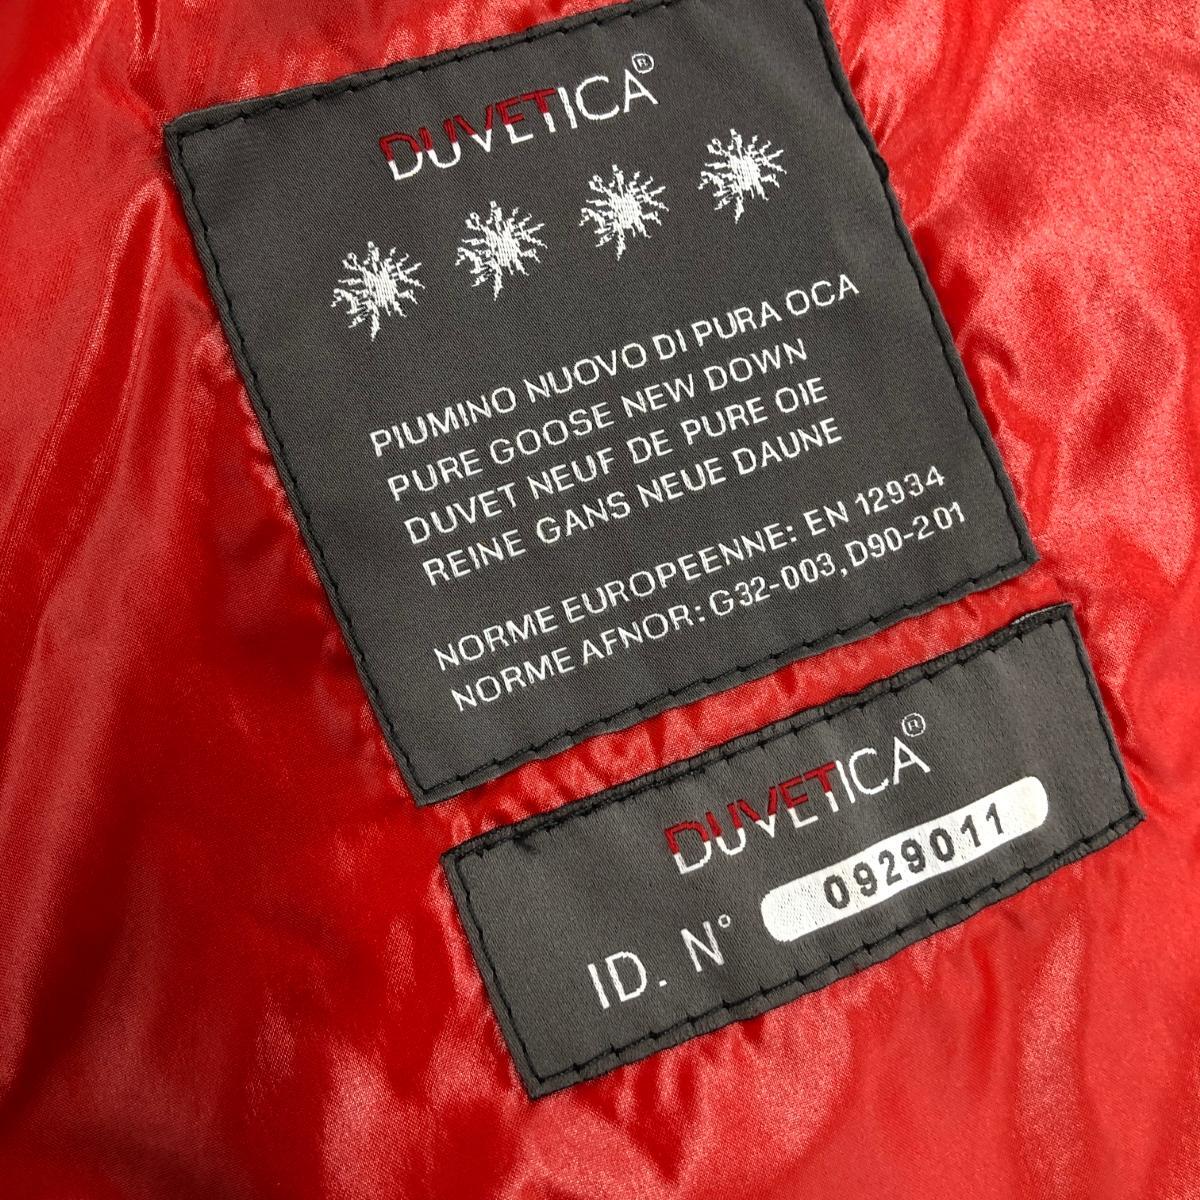 DUVETICA®
PIUMINO NUOVO DI PURA OCA
PURE GOOSE NEW DOWN
DUVET NEUF DE PURE OIE
REINE GANS NEUE DAUNE
NORME EUROPEENNE: EN 12934
NORME AFNOR: G32-003, D90-201
DUVETICA®
ID. N° 0929011